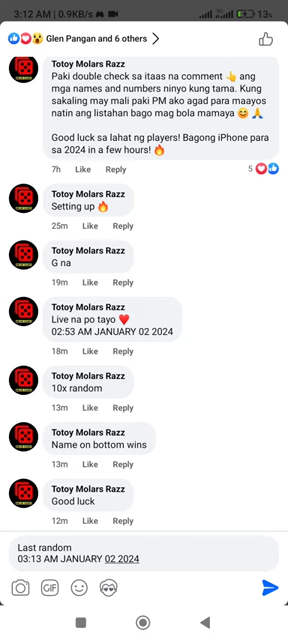 3:12 AM | 0.9KB/s
13%
Glen Pangan and 6 others
Totoy Molars Razz
Paki double check sa itaas na comment 👆 ang
mga names and numbers ninyo kung tama. Kung
sakaling may mali paki PM ako agad para maayos
natin ang listahan bago mag bola mamaya 😊 🙏
Good luck sa lahat ng players! Bagong iPhone para
sa 2024 in a few hours! 🔥
7h Like Reply 5
Totoy Molars Razz
Setting up 🔥
25m Like Reply
Totoy Molars Razz
G na
19m Like Reply
Totoy Molars Razz
Live na po tayo ❤️
02:53 AM JANUARY 02 2024
18m Like Reply
Totoy Molars Razz
10x random
13m Like Reply
Totoy Molars Razz
Name on bottom wins
13m Like Reply
Totoy Molars Razz
Good luck
12m Like Reply
Last random
03:13 AM JANUARY 02 2024
GIF